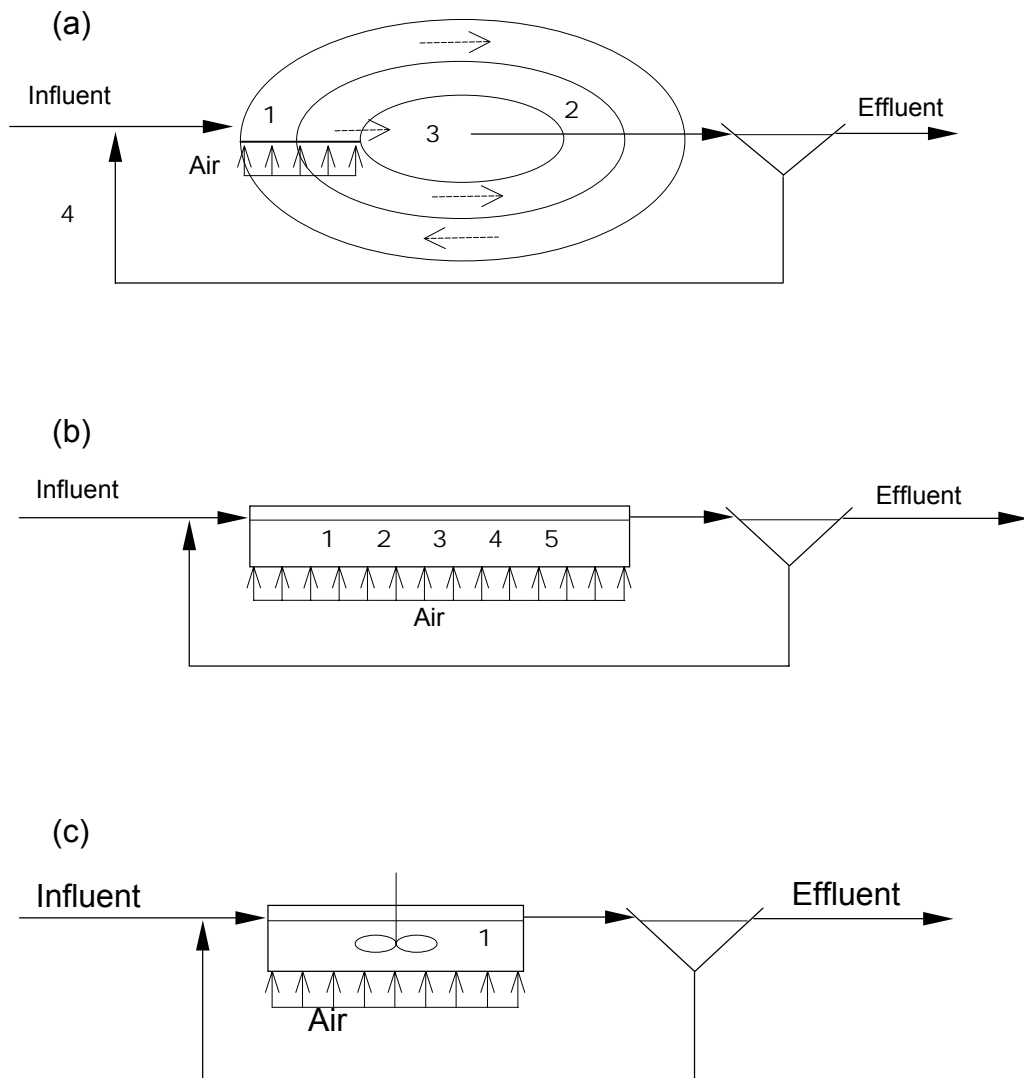 (a)
Influent
1
2
3
Effluent
Air
4
(b)
Influent
Effluent
1 2 3 4 5
Air
(c)
Influent
Effluent
1
Air